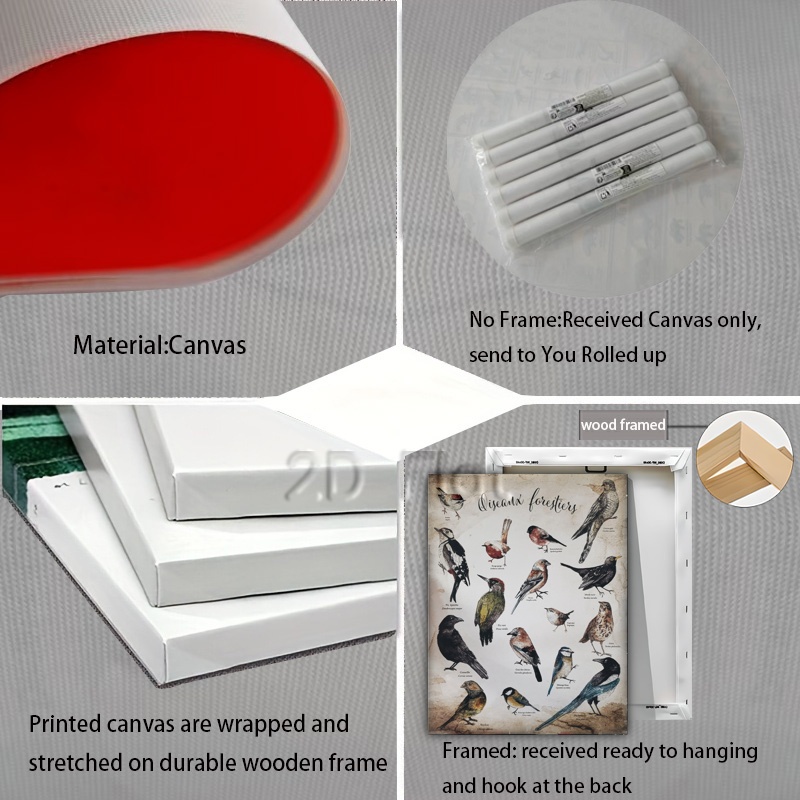 Material:Canvas
No Frame:Received Canvas only,
send to You Rolled up
wood framed
Oiseaux forestiers
Printed canvas are wrapped and
stretched on durable wooden frame
Framed: received ready to hanging
and hook at the back